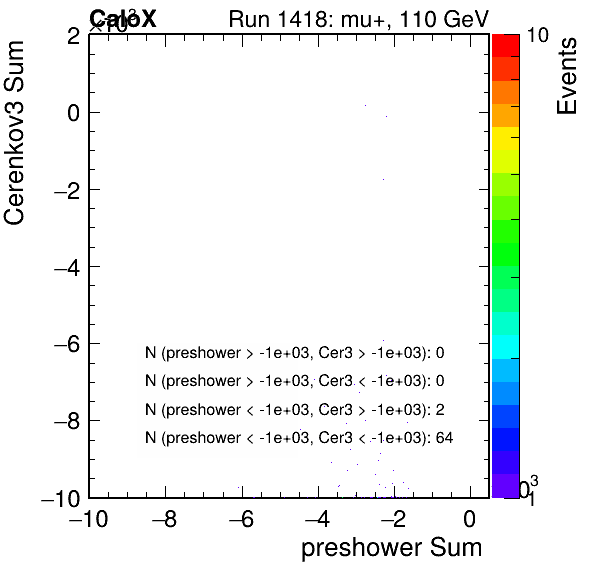 CaloX
Run 1418: mu+, 110 GeV
×10³
Cerenkov3 Sum
2
0
−2
−4
−6
−8
−10
N (preshower > -1e+03, Cer3 > -1e+03): 0
N (preshower > -1e+03, Cer3 < -1e+03): 0
N (preshower < -1e+03, Cer3 > -1e+03): 2
N (preshower < -1e+03, Cer3 < -1e+03): 64
−10
−8
−6
−4
−2
0
preshower Sum
10
1
Events